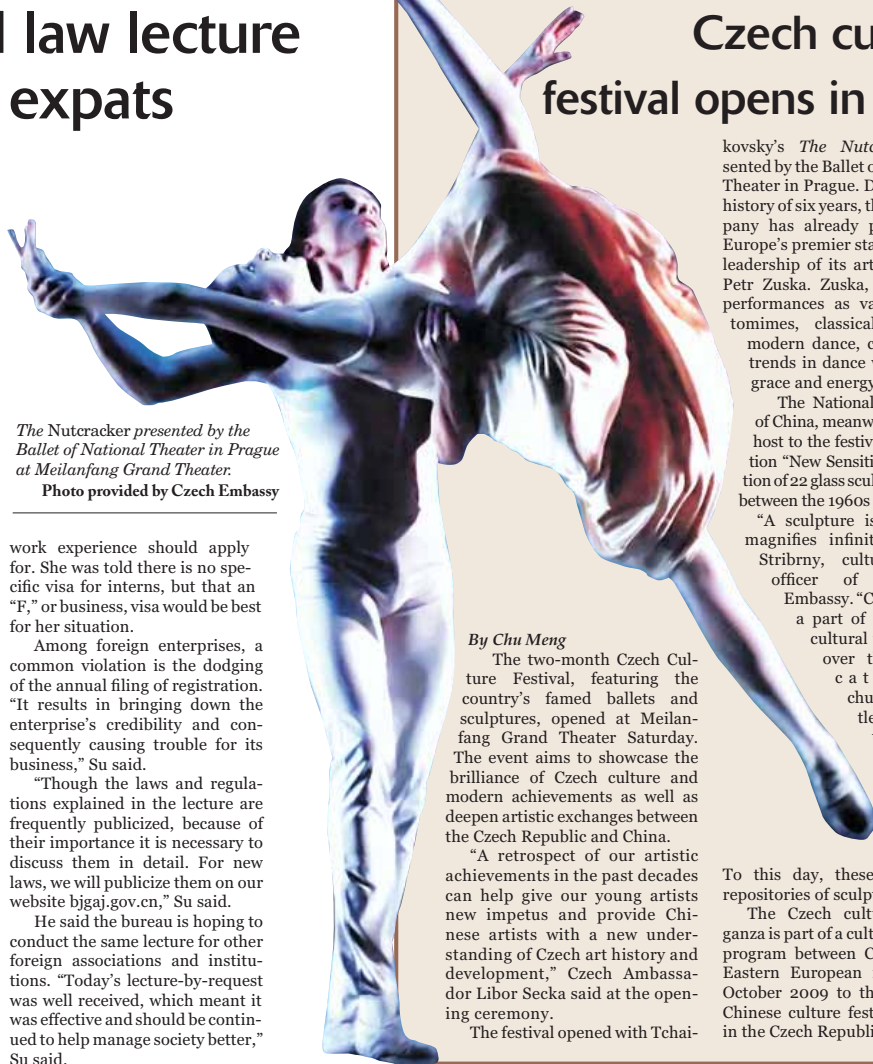 l law lecture
expats
The Nutcracker presented by the
Ballet of National Theater in Prague
at Meilanfang Grand Theater.
Photo provided by Czech Embassy
work experience should apply
for. She was told there is no spe-
cific visa for interns, but that an
“F,” or business, visa would be best
for her situation.
Among foreign enterprises, a
common violation is the dodging
of the annual filing of registration.
“It results in bringing down the
enterprise’s credibility and con-
sequently causing trouble for its
business,” Su said.
“Though the laws and regula-
tions explained in the lecture are
frequently publicized, because of
their importance it is necessary to
discuss them in detail. For new
laws, we will publicize them on our
website bjgaj.gov.cn,” Su said.
He said the bureau is hoping to
conduct the same lecture for other
foreign associations and institu-
tions. “Today’s lecture-by-request
was well received, which meant it
was effective and should be contin-
ued to help manage society better,”
Su said.
Czech cu
festival opens in
By Chu Meng
The two-month Czech Cul-
ture Festival, featuring the
country’s famed ballets and
sculptures, opened at Meilan-
fang Grand Theater Saturday.
The event aims to showcase the
brilliance of Czech culture and
modern achievements as well as
deepen artistic exchanges between
the Czech Republic and China.
“A retrospect of our artistic
achievements in the past decades
can help give our young artists
new impetus and provide Chi-
nese artists with a new under-
standing of Czech art history and
development,” Czech Ambassa-
dor Libor Secka said at the open-
ing ceremony.
The festival opened with Tchai-
kovsky’s The Nutc
sented by the Ballet o
Theater in Prague. D
history of six years, th
pany has already p
Europe’s premier sta
leadership of its art
Petr Zuska. Zuska,
performances as va
tomimes, classical
modern dance, c
trends in dance
grace and energy
The National
of China, meanw
host to the festiv
tion “New Sensiti
tion of 22 glass scul
between the 1960s
“A sculpture is
magnifies infinit
Stribrny, cultu
officer of
Embassy. “C
a part of
cultural
over t
cat
chu
tle
To this day, these
repositories of sculpt
The Czech cultu
ganza is part of a cult
program between C
Eastern European
October 2009 to th
Chinese culture fest
in the Czech Republi